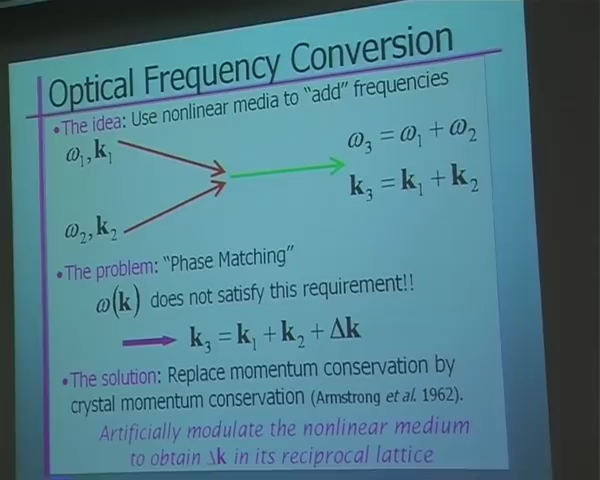 Optical Frequency Conversion
•The idea: Use nonlinear media to "add" frequencies
ω₁,k₁
ω₃ = ω₁ + ω₂
k₃ = k₁ + k₂
ω₂,k₂
•The problem: "Phase Matching"
ω(k) does not satisfy this requirement!!
k₃ = k₁ + k₂ + Δk
•The solution: Replace momentum conservation by
crystal momentum conservation (Armstrong et al. 1962).
Artificially modulate the nonlinear medium
to obtain Δk in its reciprocal lattice